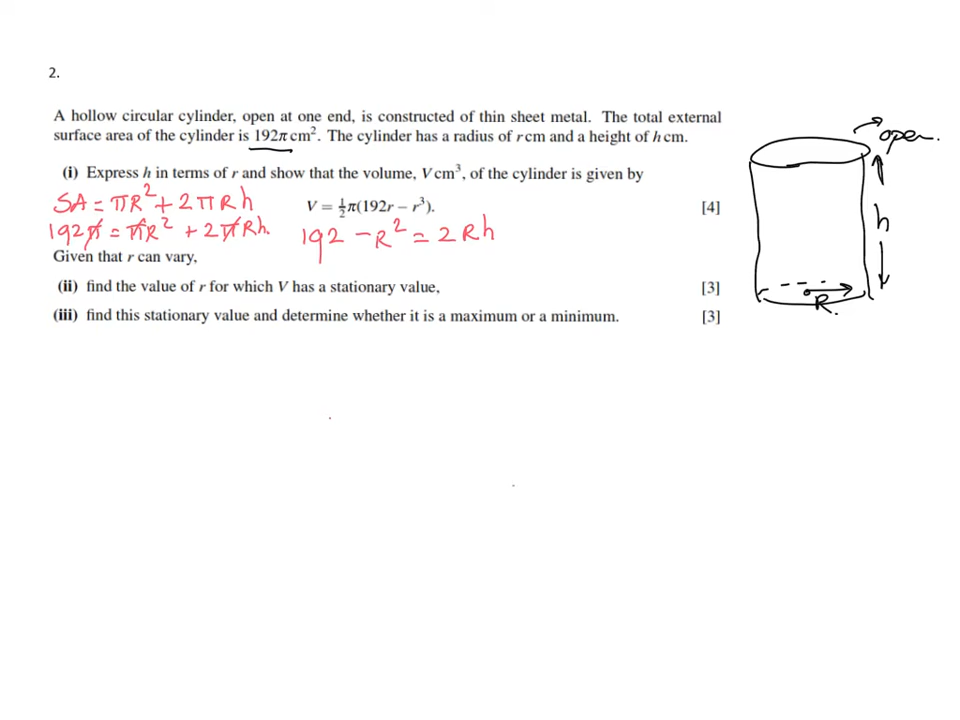 2.
A hollow circular cylinder, open at one end, is constructed of thin sheet metal. The total external
surface area of the cylinder is 192π cm². The cylinder has a radius of r cm and a height of h cm.
(i) Express h in terms of r and show that the volume, V cm³, of the cylinder is given by
SA = πR² + 2πRh
V = ½π(192r − r³). [4]
192π = πR² + 2πRh.
192 − R² = 2Rh
Given that r can vary,
(ii) find the value of r for which V has a stationary value, [3]
(iii) find this stationary value and determine whether it is a maximum or a minimum. [3]
open.
h
R.